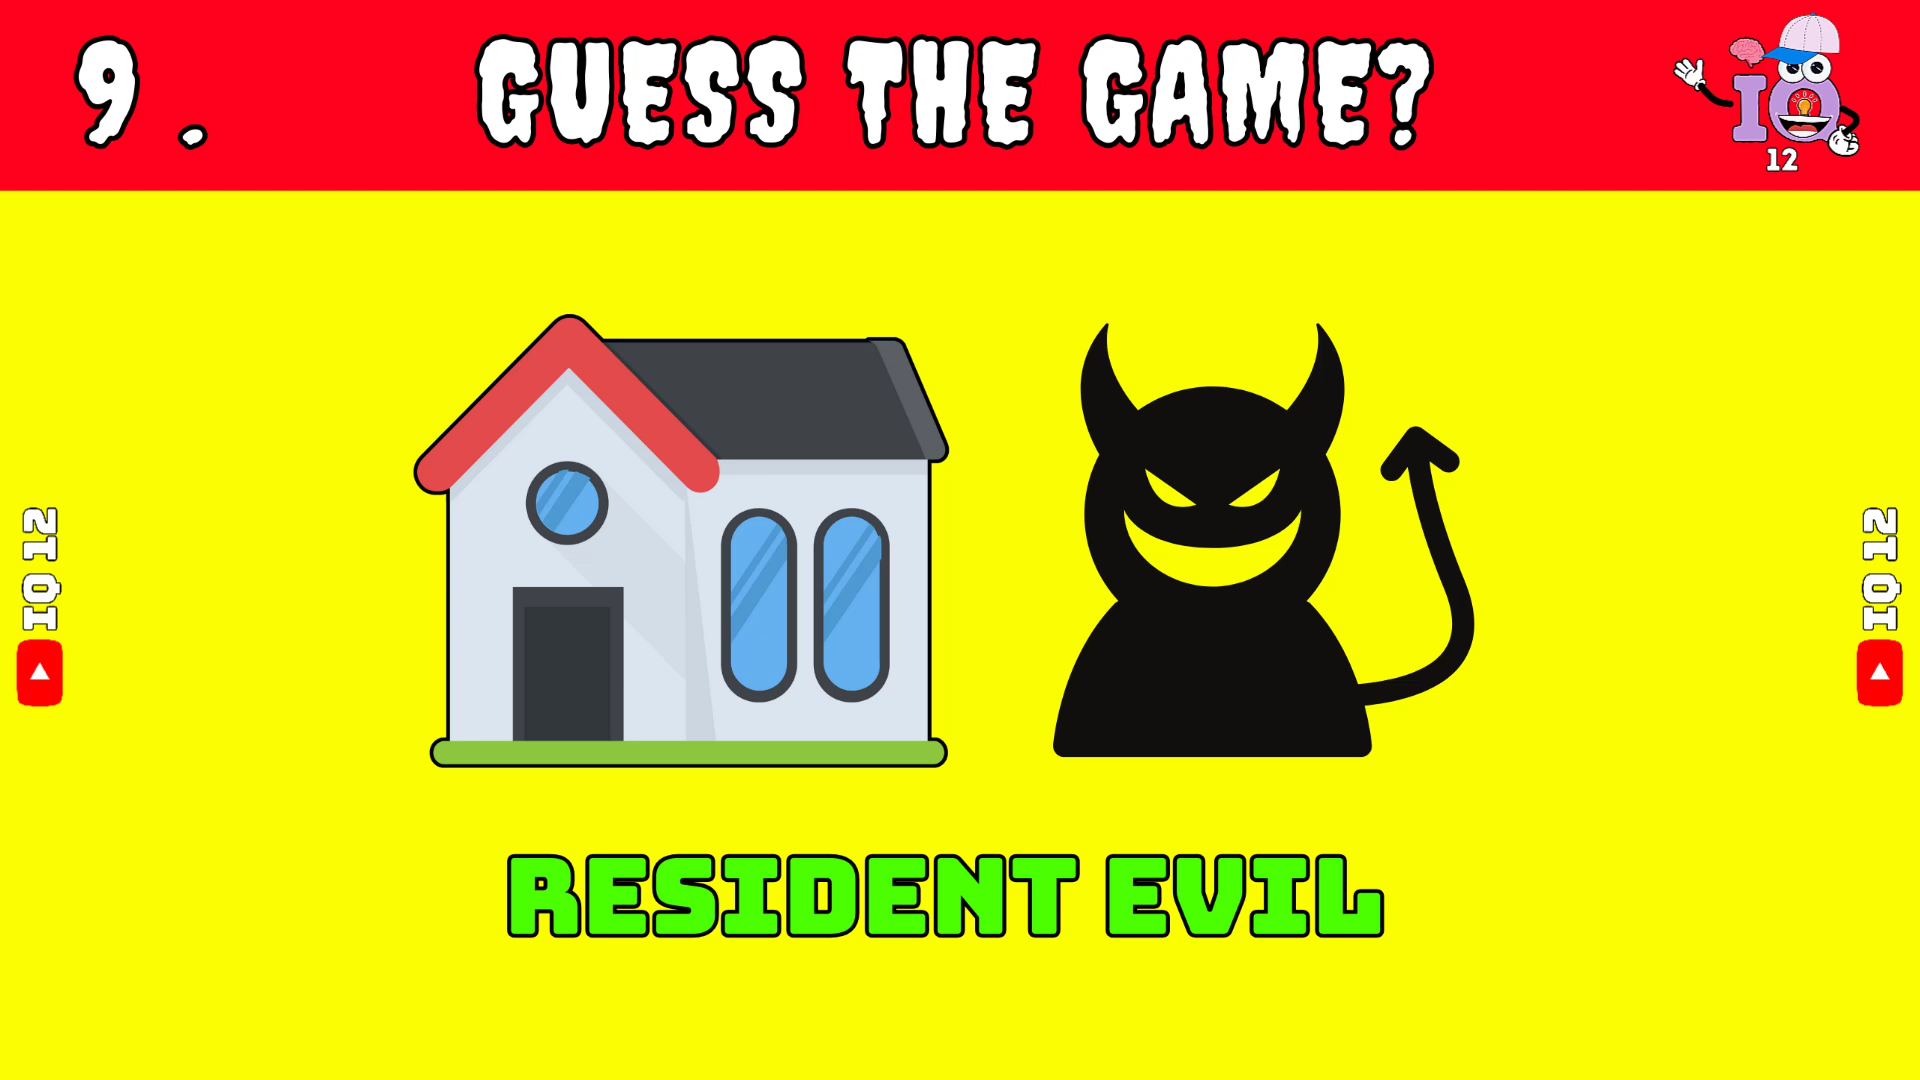 9. GUESS THE GAME?
IQ
12
IQ 12
IQ 12
RESIDENT EVIL